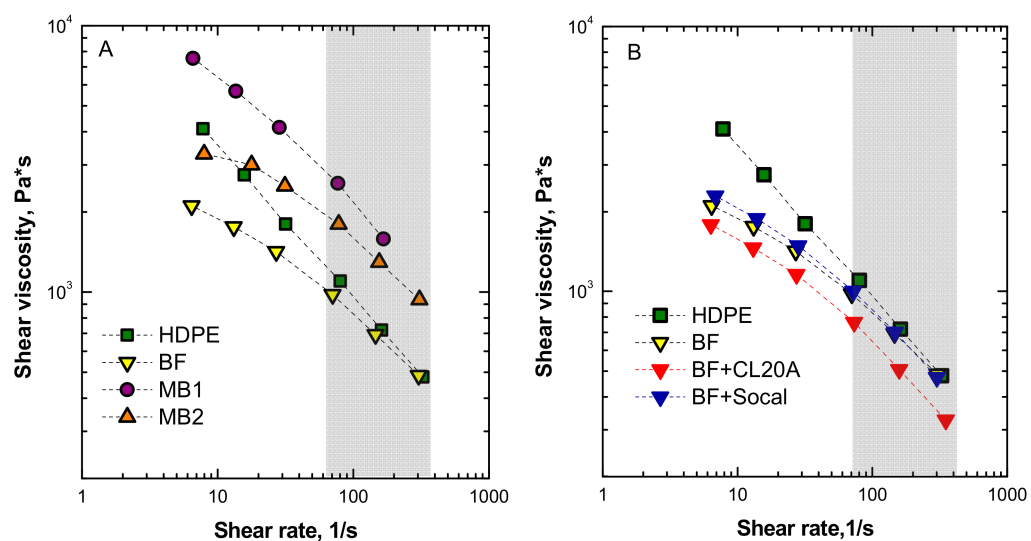 A
10⁴
10³
Shear viscosity, Pa*s
HDPE
BF
MB1
MB2
1 10 100 1000
Shear rate, 1/s
B
10⁴
10³
Shear viscosity, Pa*s
HDPE
BF
BF+CL20A
BF+Socal
1 10 100 1000
Shear rate,1/s